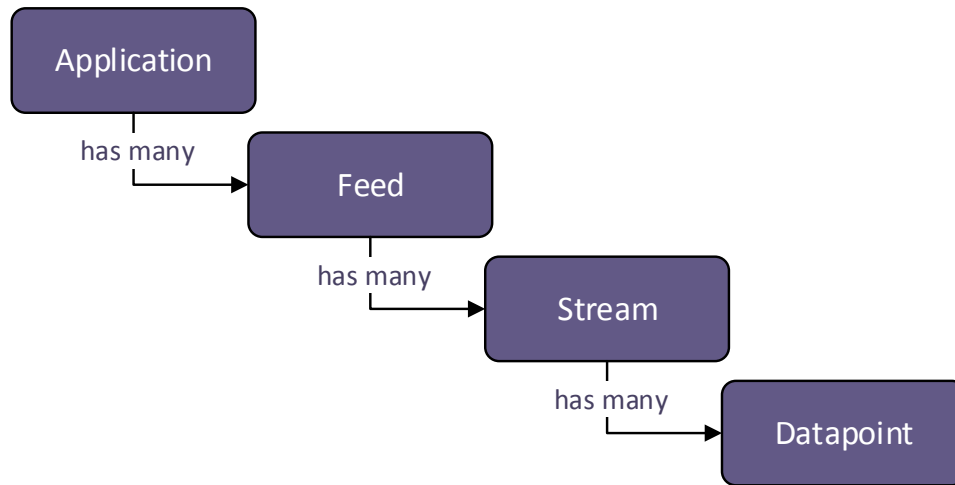 Application
has many
Feed
has many
Stream
has many
Datapoint